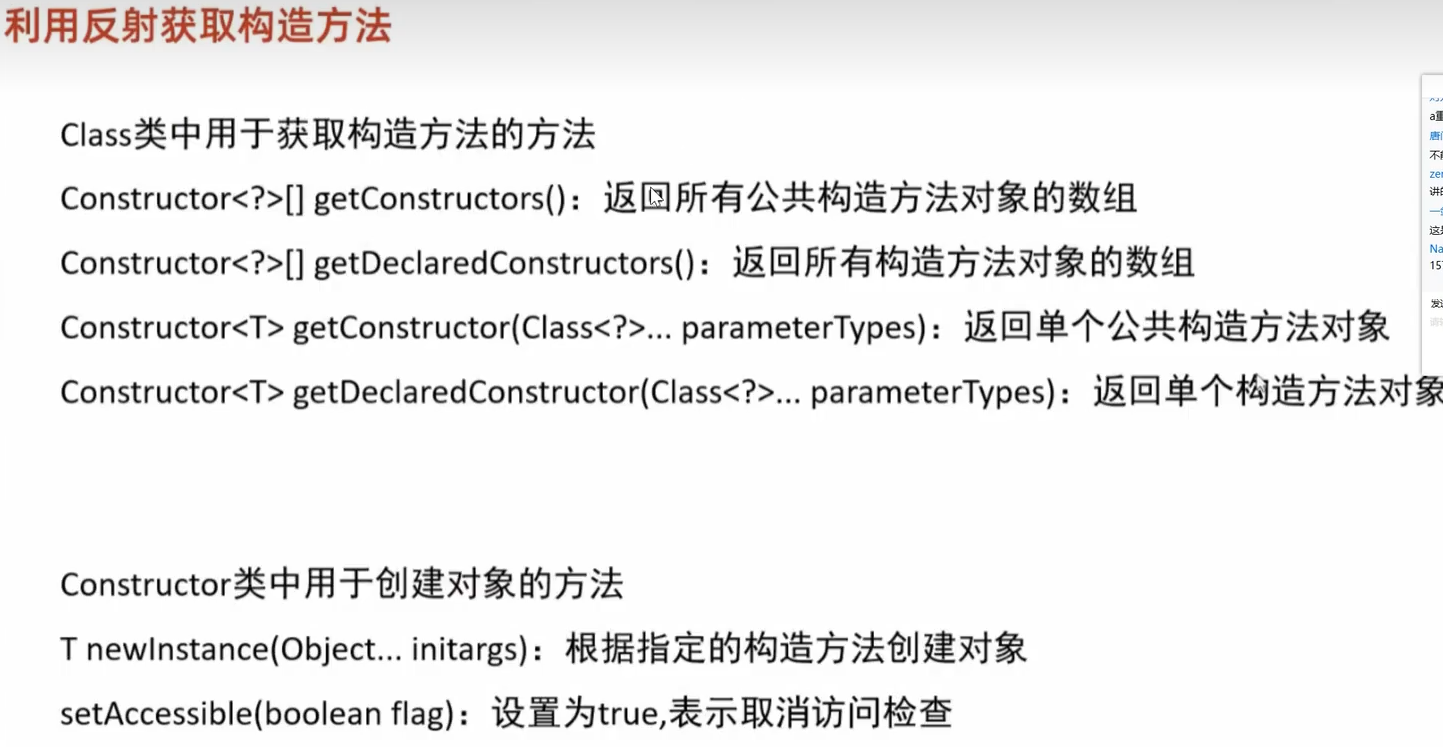 利用反射获取构造方法
Class类中用于获取构造方法的方法
Constructor<?>[] getConstructors()：返回所有公共构造方法对象的数组
Constructor<?>[] getDeclaredConstructors()：返回所有构造方法对象的数组
Constructor<T> getConstructor(Class<?>... parameterTypes)：返回单个公共构造方法对象
Constructor<T> getDeclaredConstructor(Class<?>... parameterTypes)：返回单个构造方法对象
Constructor类中用于创建对象的方法
T newInstance(Object... initargs)：根据指定的构造方法创建对象
setAccessible(boolean flag)：设置为true,表示取消访问检查